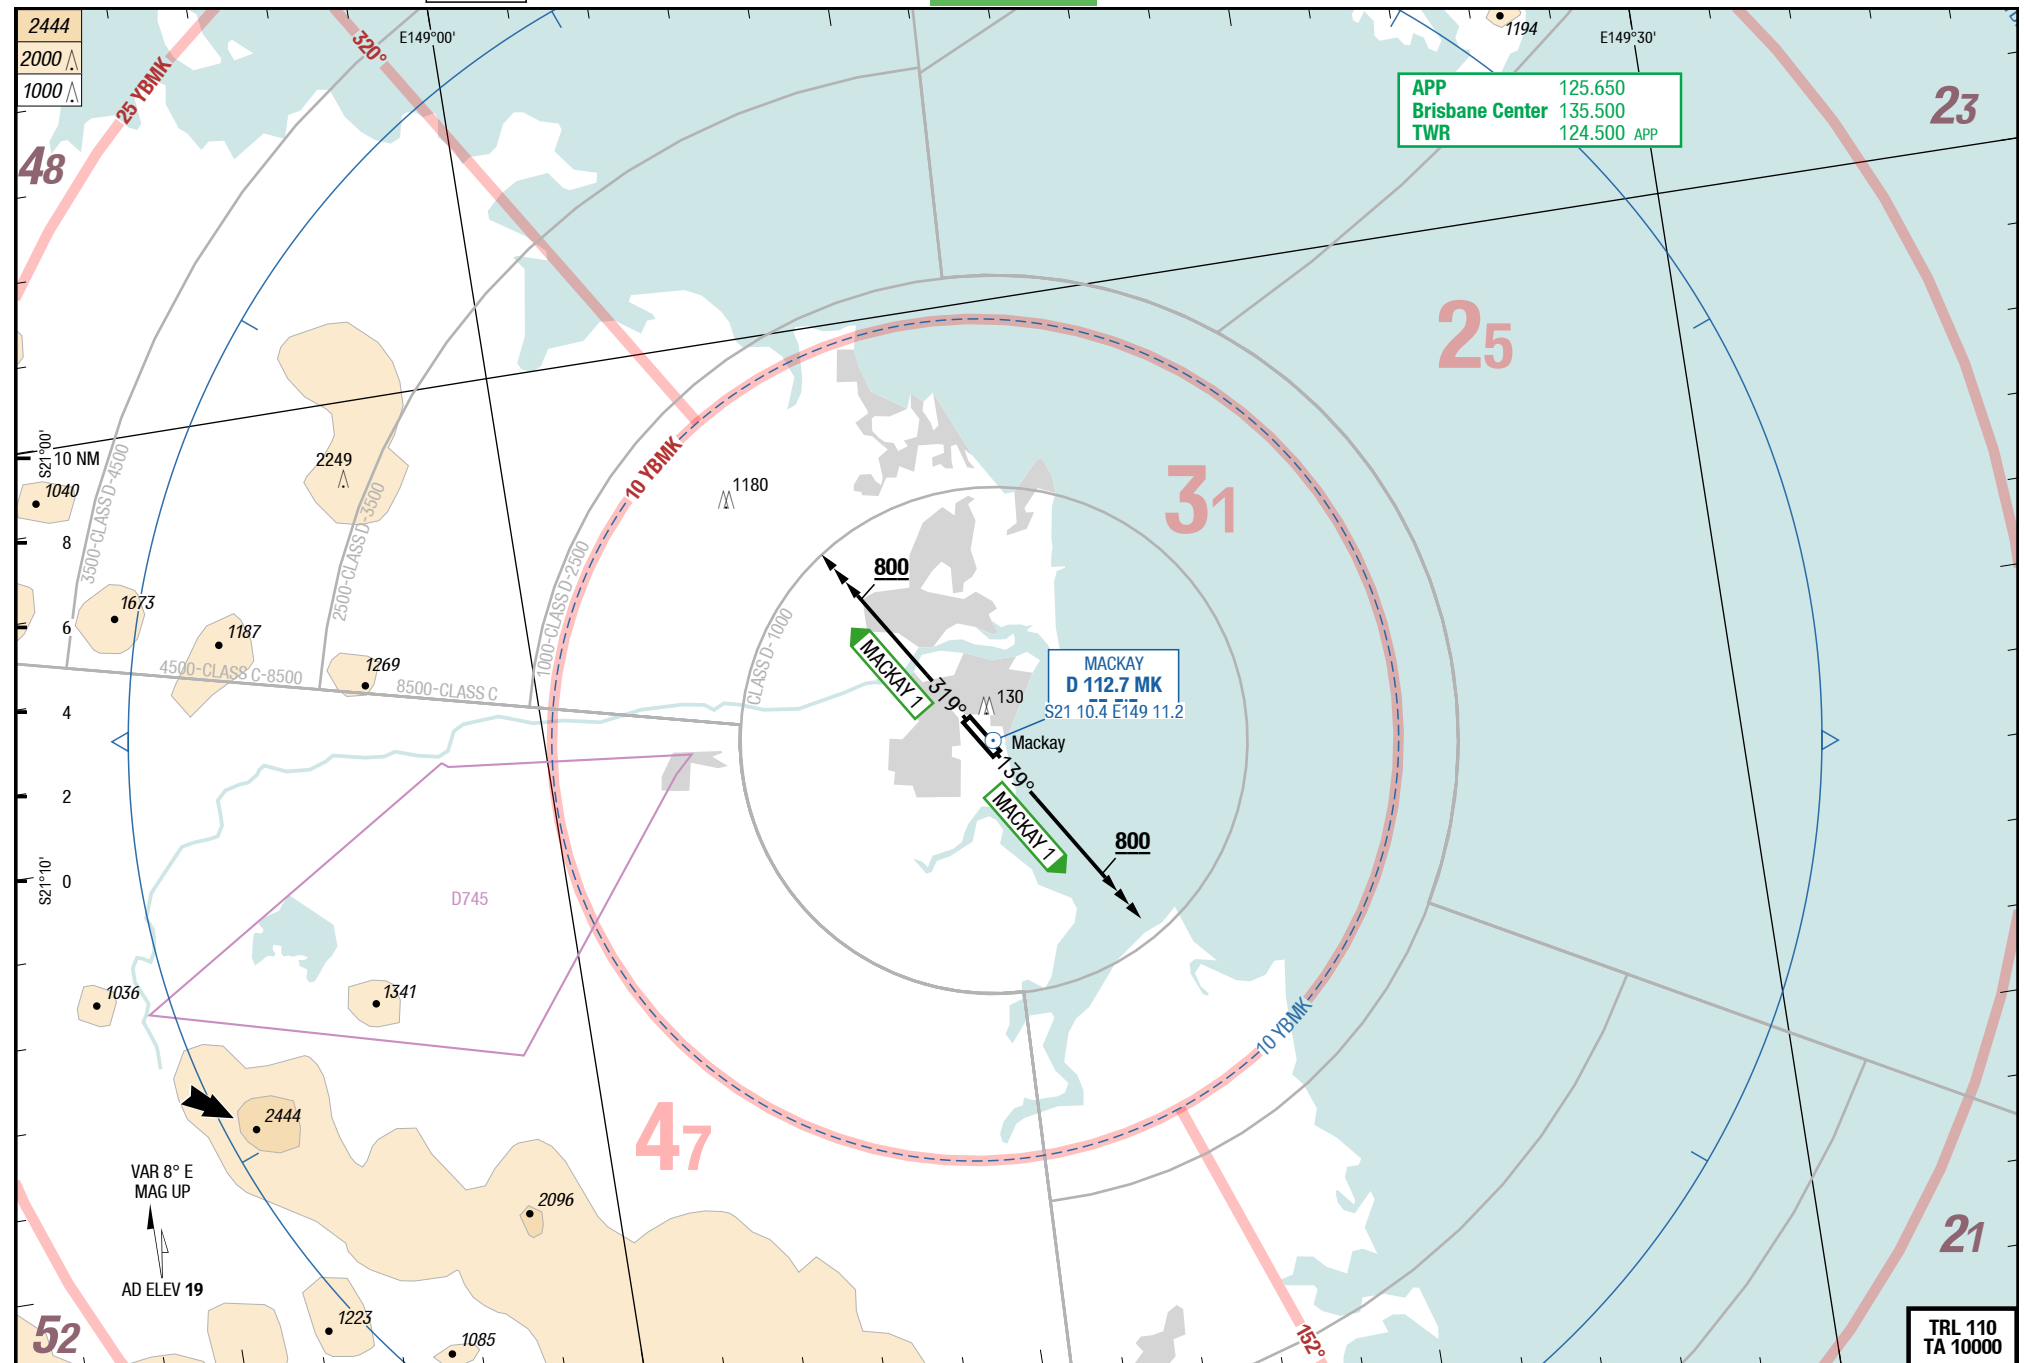 2444
2000
1000
E149°00'
320°
1194
E149°30'
25 YBMK
APP 125.650
Brisbane Center 135.500
TWR 124.500 APP
23
48
25
S21°00'
10 NM
1040
3500-CLASS D-4500
2249
2500-CLASS D-3500
10 YBMK
1180
31
8
1000-CLASS D-2500
800
1673
6
1187
1269
4500-CLASS C-8500
8500-CLASS C
CLASS D-1000
MACKAY 1
319°
130
MACKAY
D 112.7 MK
S21 10.4 E149 11.2
4
Mackay
139°
2
MACKAY 1
800
S21°10'
0
D745
1036
1341
10 YBMK
2444
47
VAR 8° E
MAG UP
2096
AD ELEV 19
21
1223
1085
52
152°
TRL 110
TA 10000